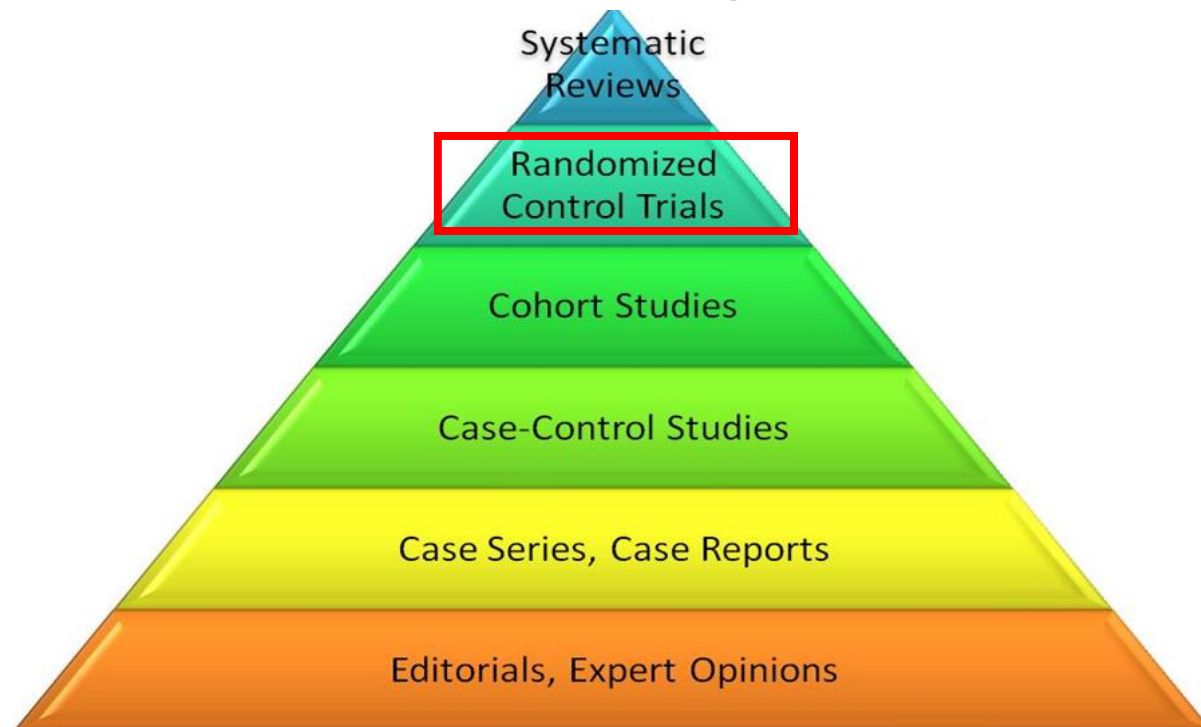 Systematic
Reviews
Randomized
Control Trials
Cohort Studies
Case-Control Studies
Case Series, Case Reports
Editorials, Expert Opinions